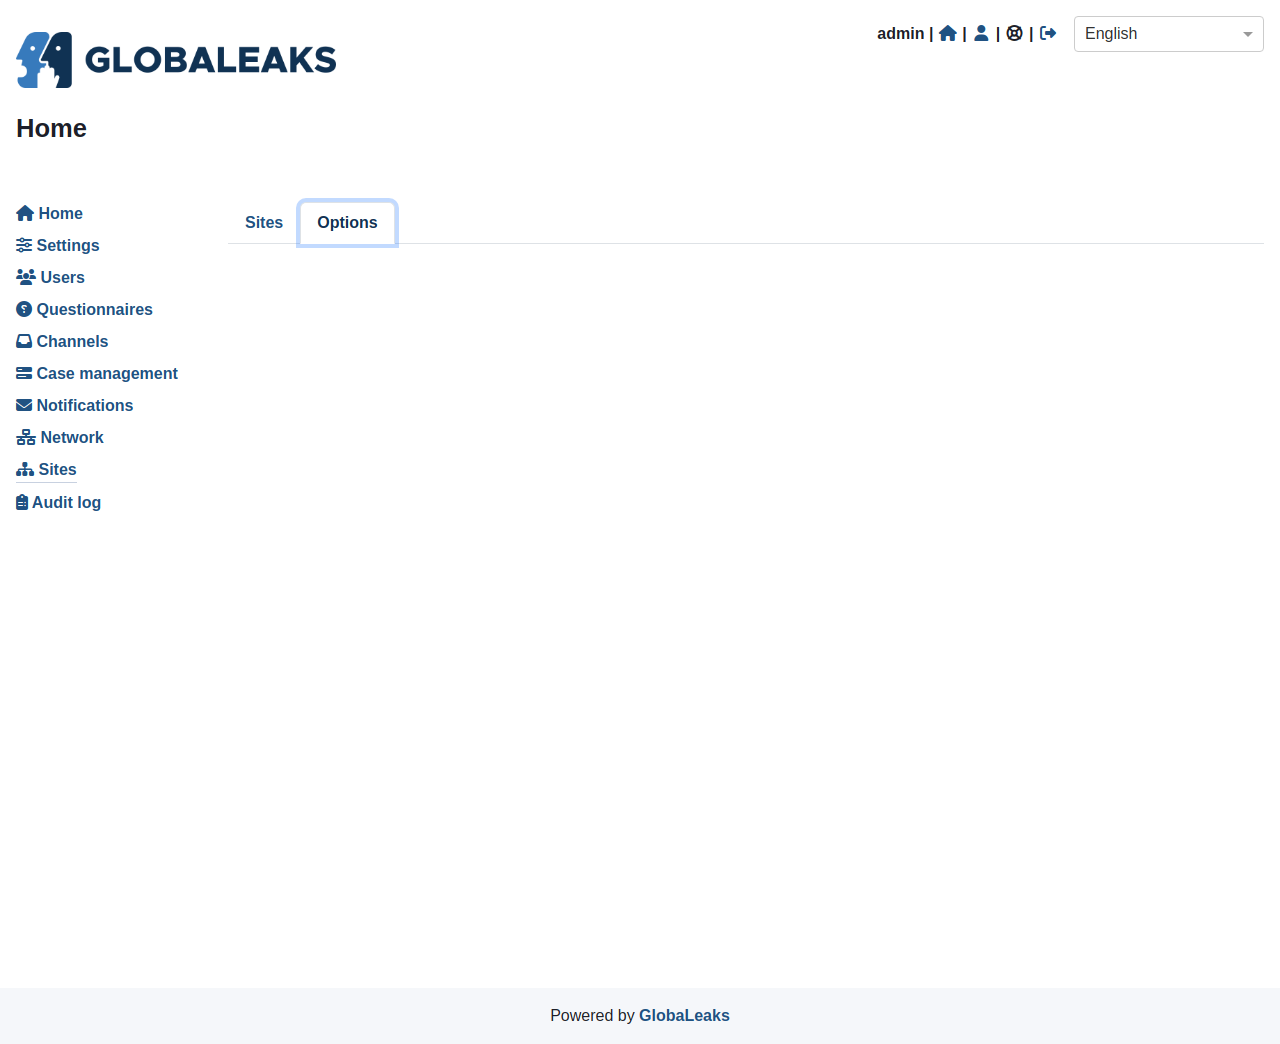 GLOBALEAKS
admin | | | |
English
Home
Home
Settings
Users
Questionnaires
Channels
Case management
Notifications
Network
Sites
Audit log
Sites
Options
Powered by GlobaLeaks